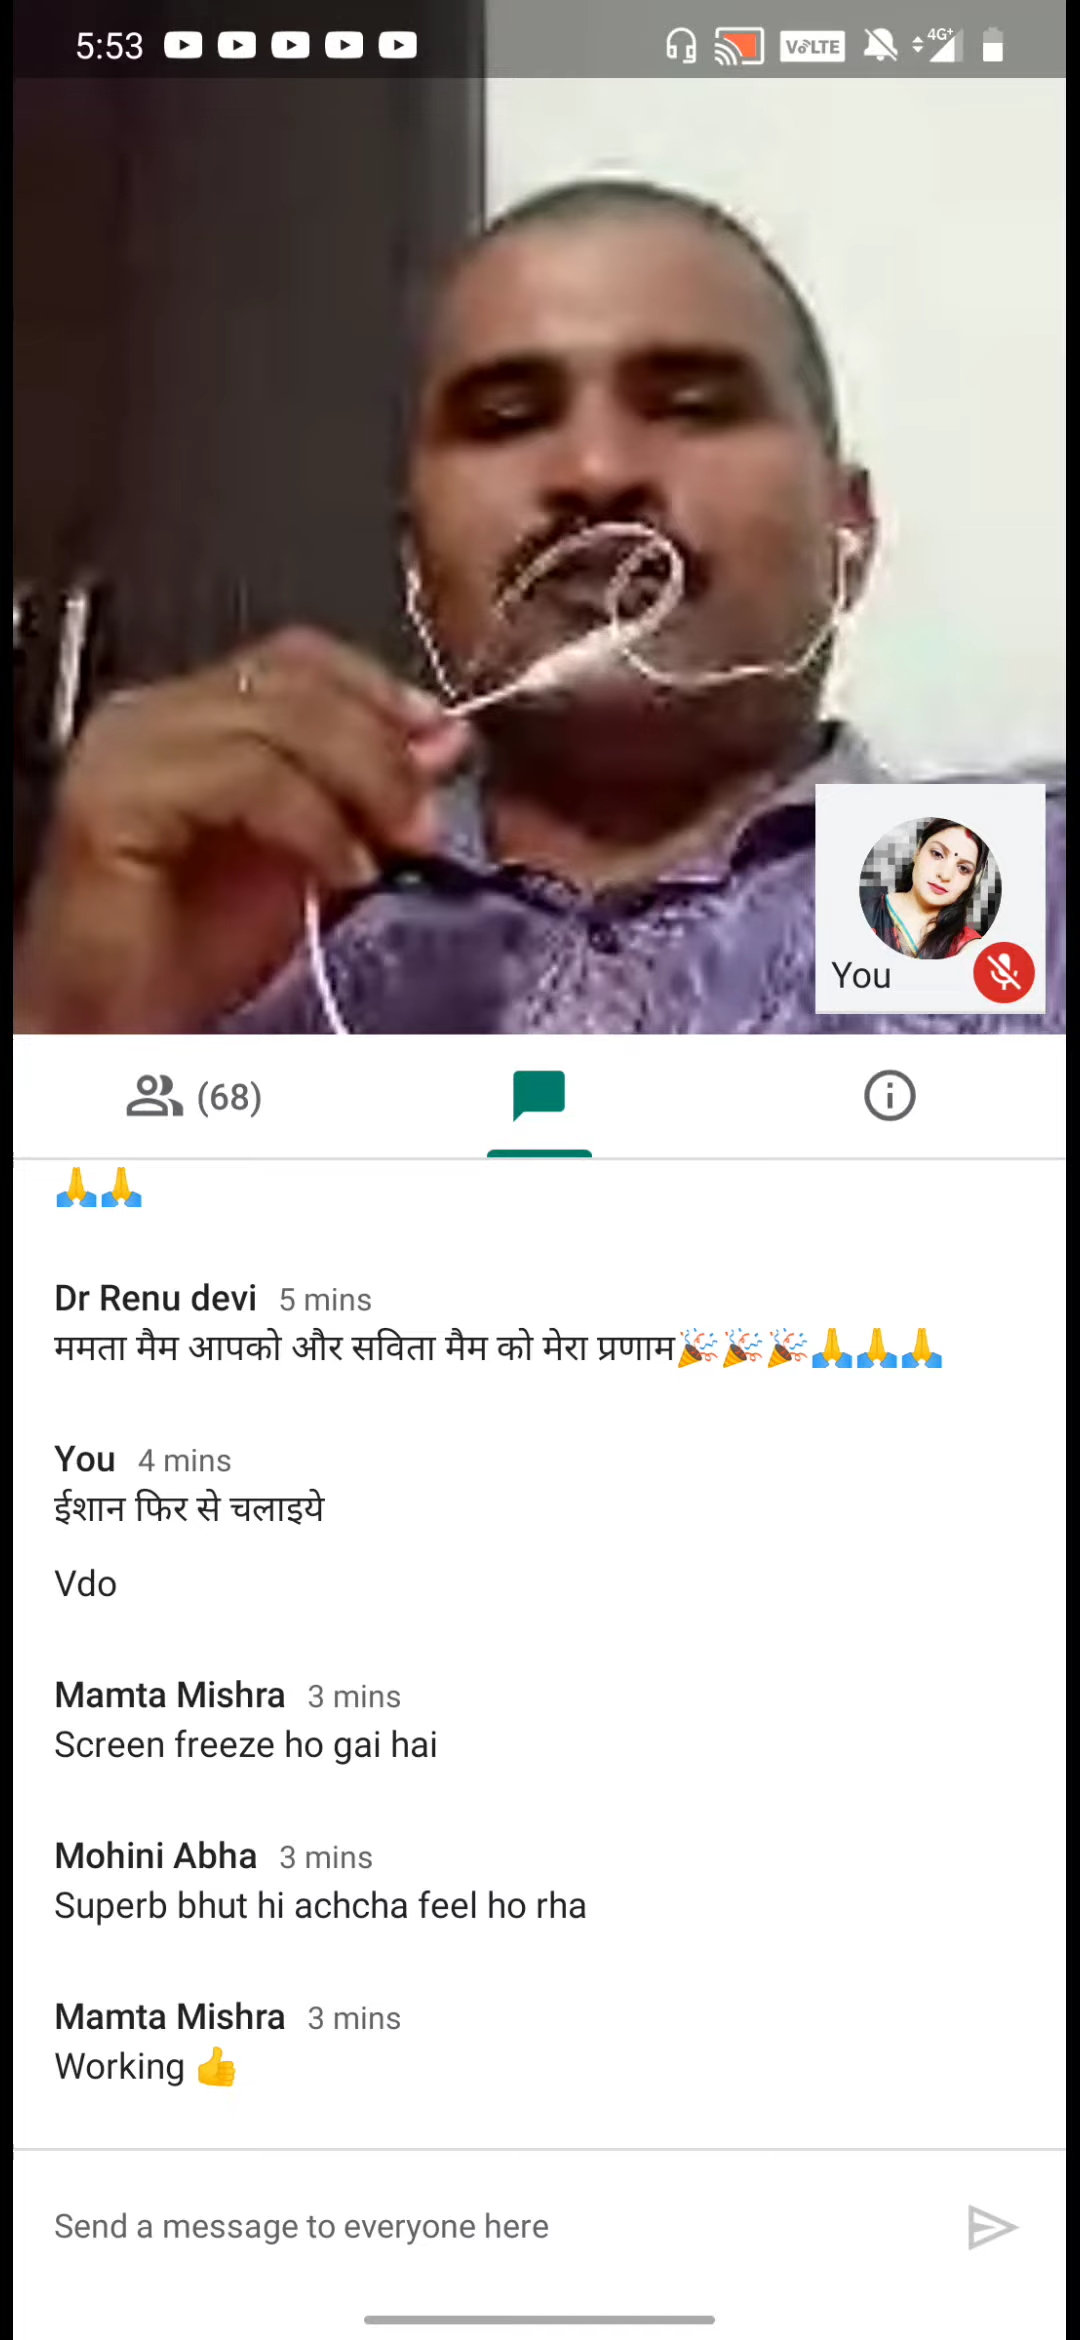 5:53
VoLTE
4G+
You
(68)
🙏🙏
Dr Renu devi 5 mins
ममता मैम आपको और सविता मैम को मेरा प्रणाम🎉🎉🎉🙏🙏🙏
You 4 mins
ईशान फिर से चलाइये
Vdo
Mamta Mishra 3 mins
Screen freeze ho gai hai
Mohini Abha 3 mins
Superb bhut hi achcha feel ho rha
Mamta Mishra 3 mins
Working 👍
Send a message to everyone here